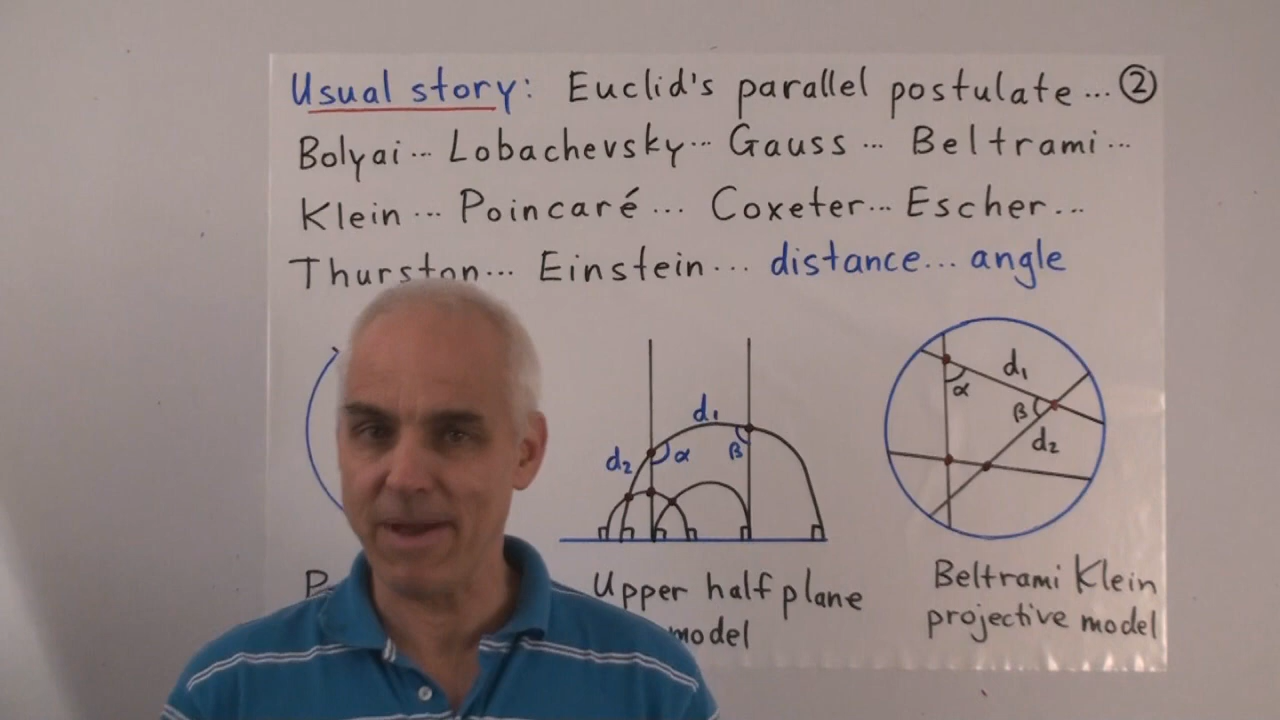 Usual story: Euclid's parallel postulate... ②
Bolyai... Lobachevsky... Gauss... Beltrami...
Klein... Poincaré... Coxeter... Escher...
Thurston... Einstein... distance... angle
d₁
d₂ α β
d₁
α
β
d₂
P
Upper half plane
model
Beltrami Klein
projective model